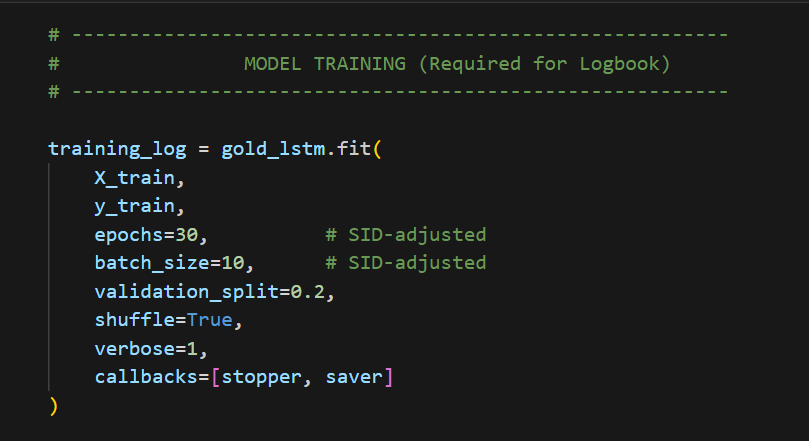 # ---------------------------------------------------------
#                MODEL TRAINING (Required for Logbook)
# ---------------------------------------------------------

training_log = gold_lstm.fit(
    X_train,
    y_train,
    epochs=30,          # SID-adjusted
    batch_size=10,      # SID-adjusted
    validation_split=0.2,
    shuffle=True,
    verbose=1,
    callbacks=[stopper, saver]
)